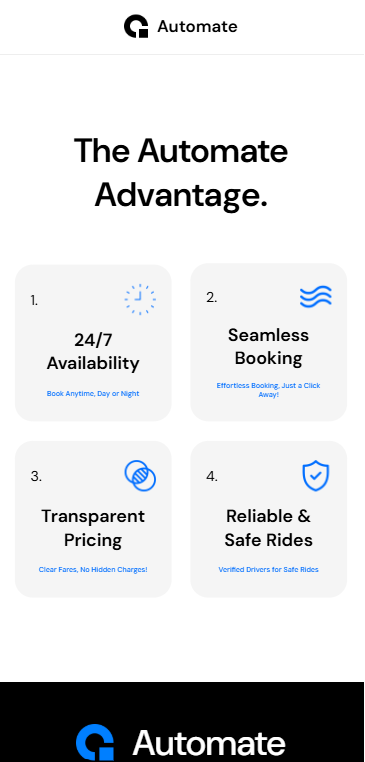 Automate
The Automate
Advantage.
1.
24/7
Availability
Book Anytime, Day or Night
2.
Seamless
Booking
Effortless Booking, Just a Click
Away!
3.
Transparent
Pricing
Clear Fares, No Hidden Charges!
4.
Reliable &
Safe Rides
Verified Drivers for Safe Rides
Automate